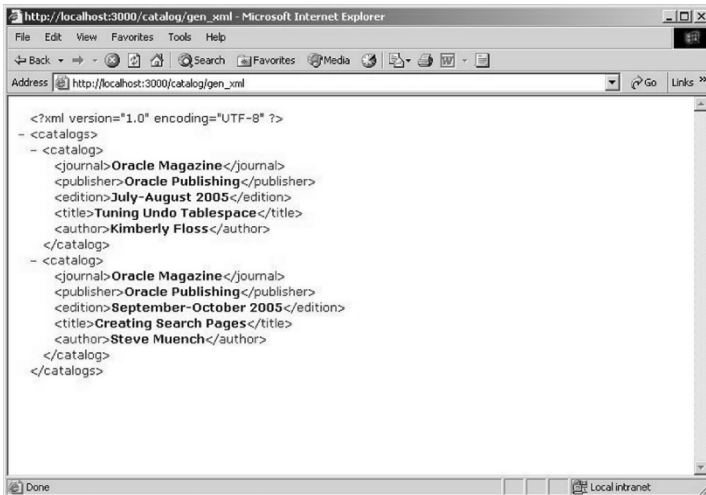 http://localhost:3000/catalog/gen_xml - Microsoft Internet Explorer
File Edit View Favorites Tools Help
Back Search Favorites Media
Address http://localhost:3000/catalog/gen_xml Go Links »
<?xml version="1.0" encoding="UTF-8" ?>
- <catalogs>
- <catalog>
<journal>Oracle Magazine</journal>
<publisher>Oracle Publishing</publisher>
<edition>July-August 2005</edition>
<title>Tuning Undo Tablespace</title>
<author>Kimberly Floss</author>
</catalog>
- <catalog>
<journal>Oracle Magazine</journal>
<publisher>Oracle Publishing</publisher>
<edition>September-October 2005</edition>
<title>Creating Search Pages</title>
<author>Steve Muench</author>
</catalog>
</catalogs>
Done Local intranet